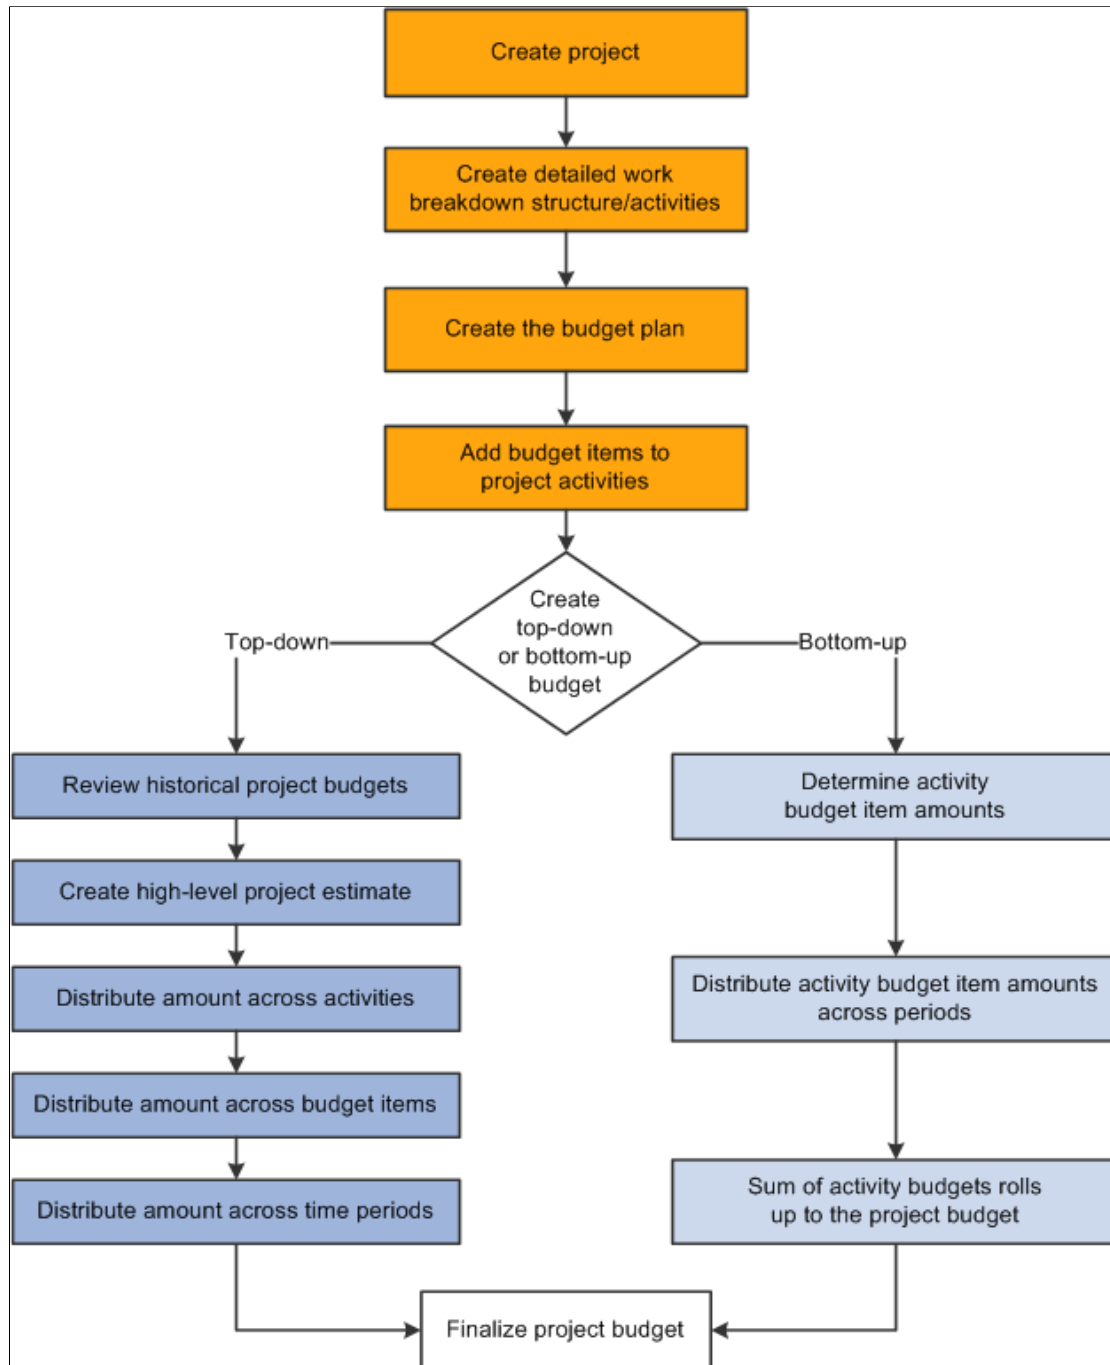 Create project
Create detailed work
breakdown structure/activities
Create the budget plan
Add budget items to
project activities
Create
top-down
or bottom-up
budget
Top-down
Bottom-up
Review historical project budgets
Create high-level project estimate
Distribute amount across activities
Distribute amount across budget items
Distribute amount across time periods
Determine activity
budget item amounts
Distribute activity budget item amounts
across periods
Sum of activity budgets rolls
up to the project budget
Finalize project budget